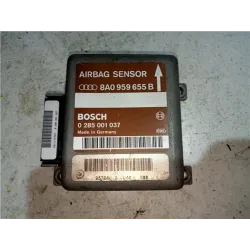 AIRBAG SENSOR
8A0 959 655 B
BOSCH
0 285 001 037
Made in Germany